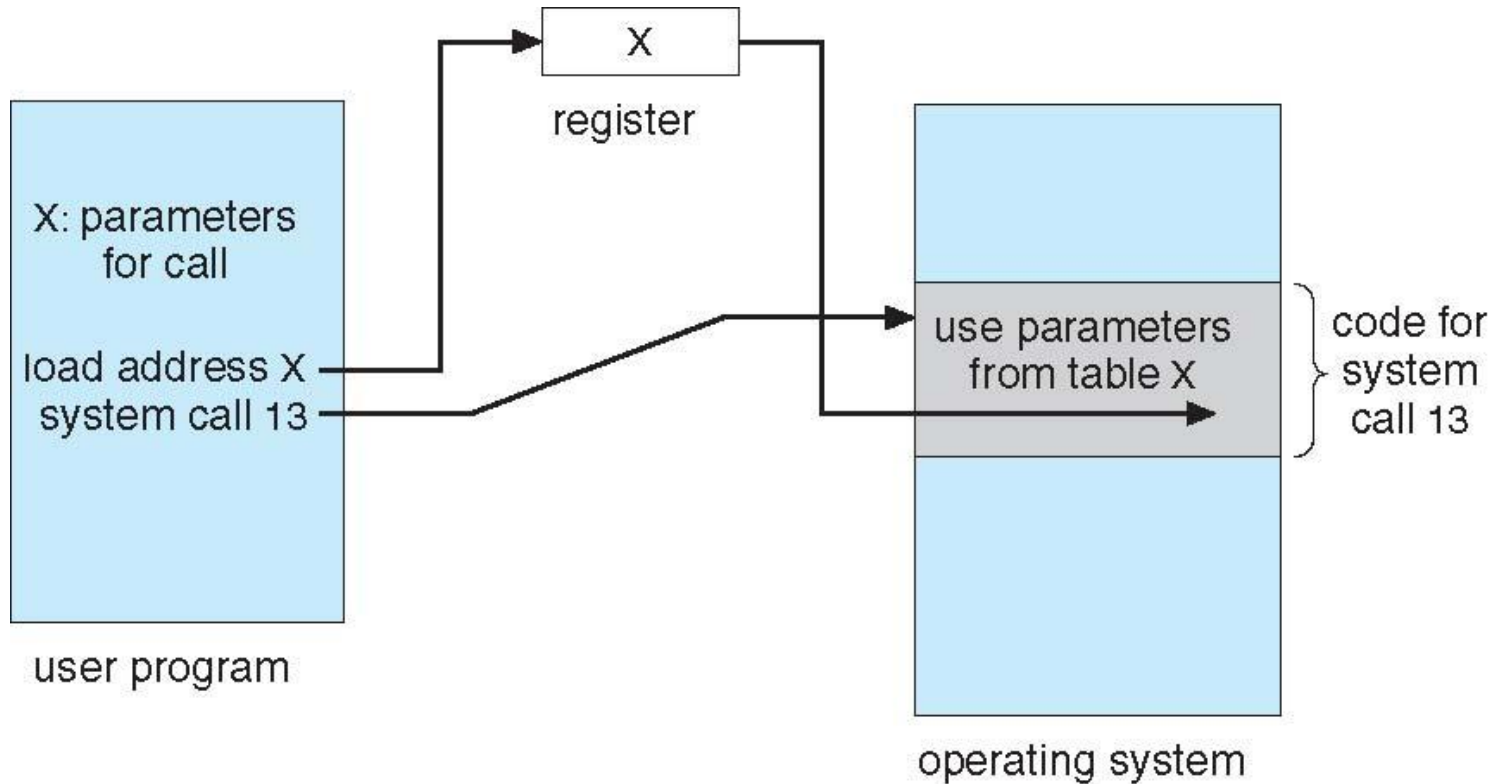 X
register
X: parameters
for call
load address X
system call 13
user program
use parameters
from table X
code for
system
call 13
operating system